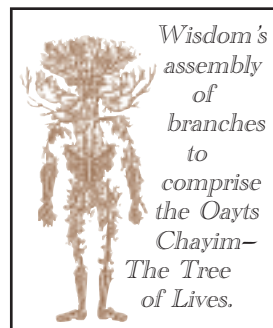 Wisdom's
assembly
of
branches
to
comprise
the Oayts
Chayim–
The Tree
of Lives.